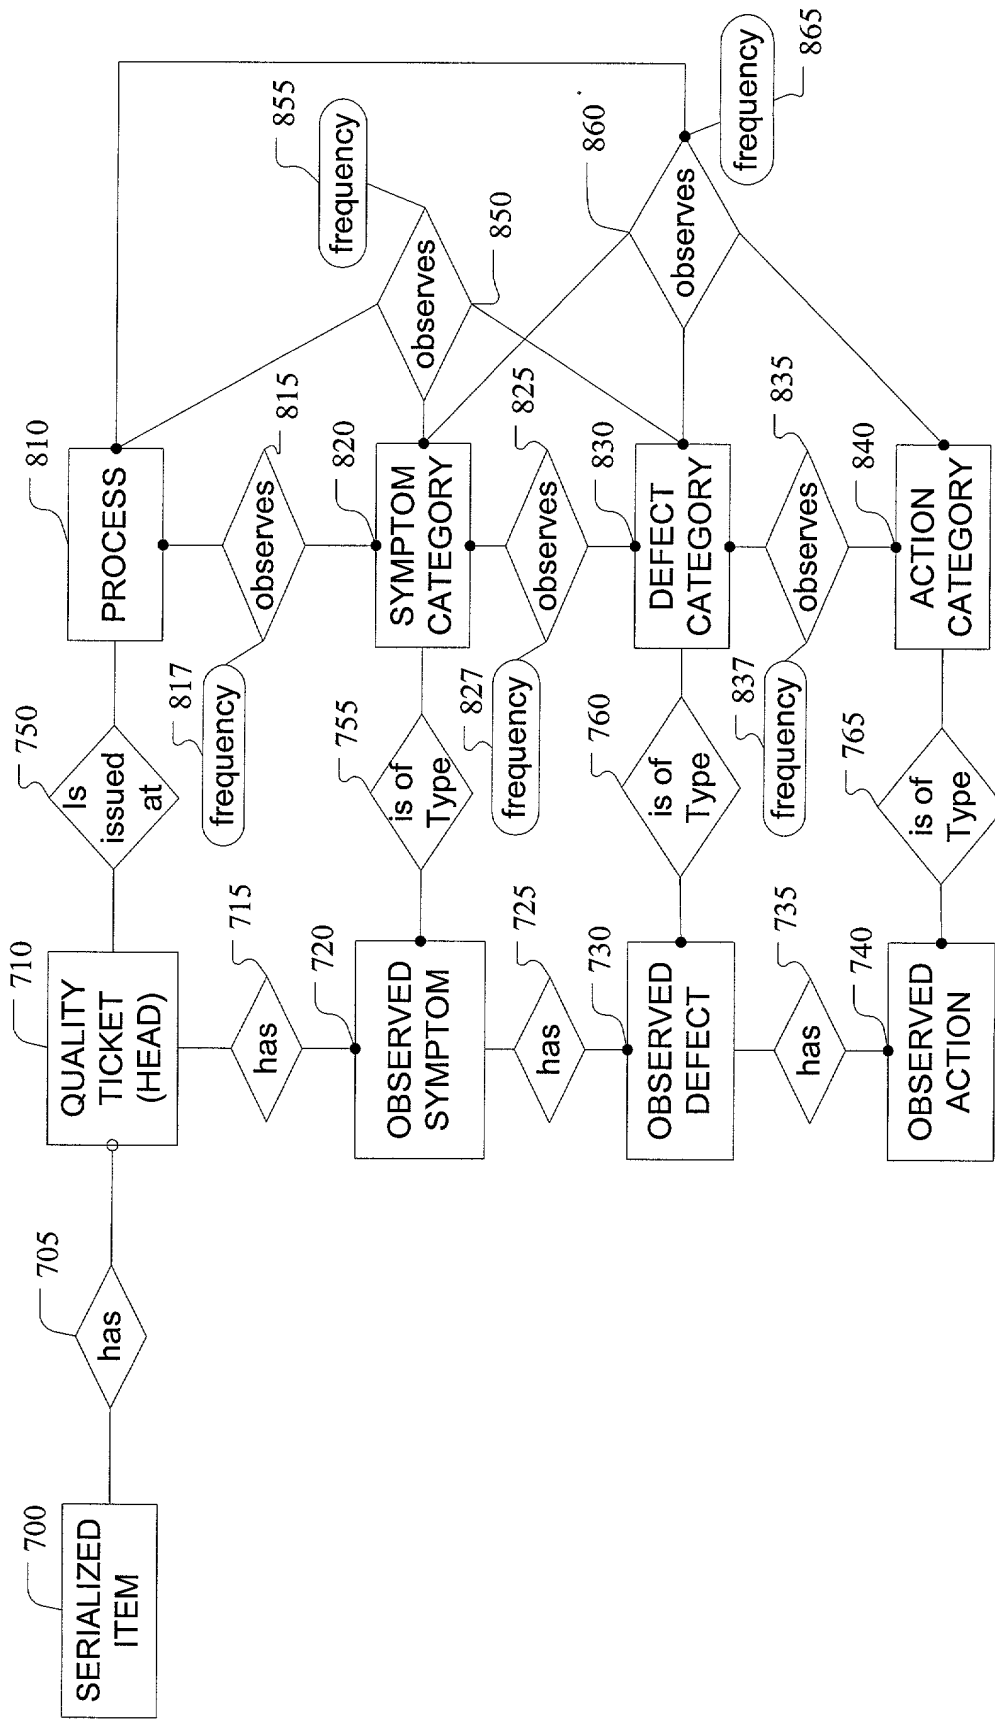 700
SERIALIZED
ITEM
705
has
710
QUALITY
TICKET
(HEAD)
750
Is
issued
at
810
PROCESS
715
has
817
frequency
815
observes
855
frequency
850
observes
720
OBSERVED
SYMPTOM
755
is of
Type
820
SYMPTOM
CATEGORY
725
has
827
frequency
825
observes
860
observes
865
frequency
730
OBSERVED
DEFECT
760
is of
Type
830
DEFECT
CATEGORY
735
has
837
frequency
835
observes
740
OBSERVED
ACTION
765
is of
Type
840
ACTION
CATEGORY